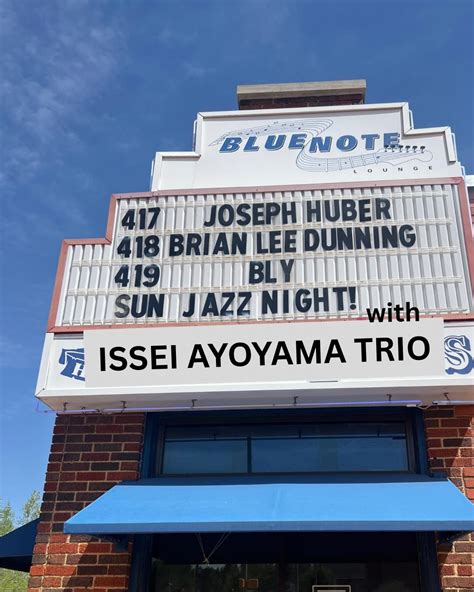 BLUENOTE
LOUNGE
417 JOSEPH HUBER
418 BRIAN LEE DUNNING
419 BLY
SUN JAZZ NIGHT!
with
ISSEI AYOYAMA TRIO